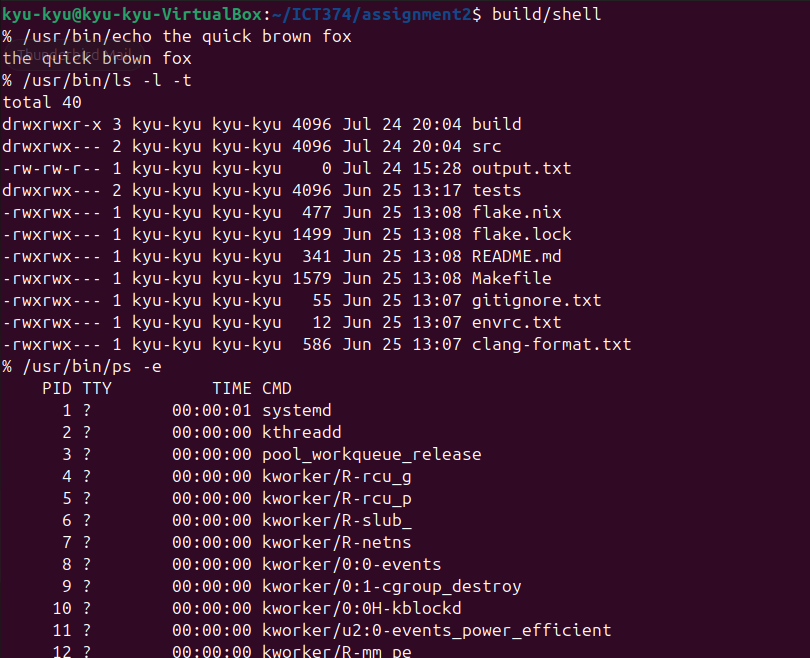 kyu-kyu@kyu-kyu-VirtualBox:~/ICT374/assignment2$ build/shell
% /usr/bin/echo the quick brown fox
Thunderbird Mail
the quick brown fox
% /usr/bin/ls -l -t
total 40
drwxrwxr-x 3 kyu-kyu kyu-kyu 4096 Jul 24 20:04 build
drwxrwx--- 2 kyu-kyu kyu-kyu 4096 Jul 24 20:04 src
-rw-rw-r-- 1 kyu-kyu kyu-kyu    0 Jul 24 15:28 output.txt
drwxrwx--- 2 kyu-kyu kyu-kyu 4096 Jun 25 13:17 tests
-rwxrwx--- 1 kyu-kyu kyu-kyu  477 Jun 25 13:08 flake.nix
-rwxrwx--- 1 kyu-kyu kyu-kyu 1499 Jun 25 13:08 flake.lock
-rwxrwx--- 1 kyu-kyu kyu-kyu  341 Jun 25 13:08 README.md
-rwxrwx--- 1 kyu-kyu kyu-kyu 1579 Jun 25 13:08 Makefile
-rwxrwx--- 1 kyu-kyu kyu-kyu   55 Jun 25 13:07 gitignore.txt
-rwxrwx--- 1 kyu-kyu kyu-kyu   12 Jun 25 13:07 envrc.txt
-rwxrwx--- 1 kyu-kyu kyu-kyu  586 Jun 25 13:07 clang-format.txt
% /usr/bin/ps -e
    PID TTY          TIME CMD
      1 ?        00:00:01 systemd
      2 ?        00:00:00 kthreadd
      3 ?        00:00:00 pool_workqueue_release
      4 ?        00:00:00 kworker/R-rcu_g
      5 ?        00:00:00 kworker/R-rcu_p
      6 ?        00:00:00 kworker/R-slub_
      7 ?        00:00:00 kworker/R-netns
      8 ?        00:00:00 kworker/0:0-events
      9 ?        00:00:00 kworker/0:1-cgroup_destroy
     10 ?        00:00:00 kworker/0:0H-kblockd
     11 ?        00:00:00 kworker/u2:0-events_power_efficient
     12 ?        00:00:00 kworker/R-mm_pe